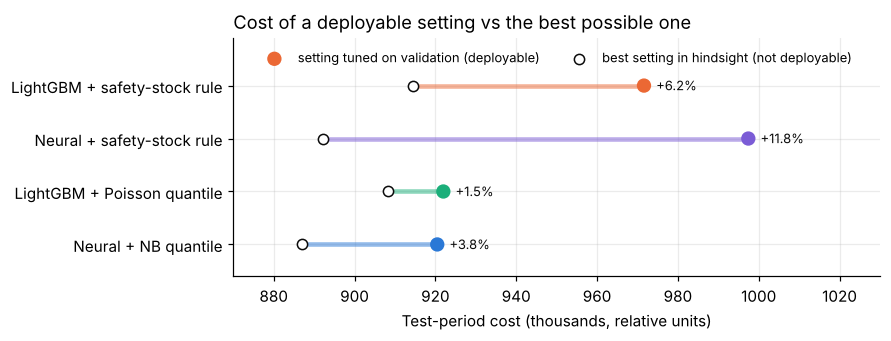 Cost of a deployable setting vs the best possible one
setting tuned on validation (deployable)
best setting in hindsight (not deployable)
LightGBM + safety-stock rule
+6.2%
Neural + safety-stock rule
+11.8%
LightGBM + Poisson quantile
+1.5%
Neural + NB quantile
+3.8%
880 900 920 940 960 980 1000 1020
Test-period cost (thousands, relative units)